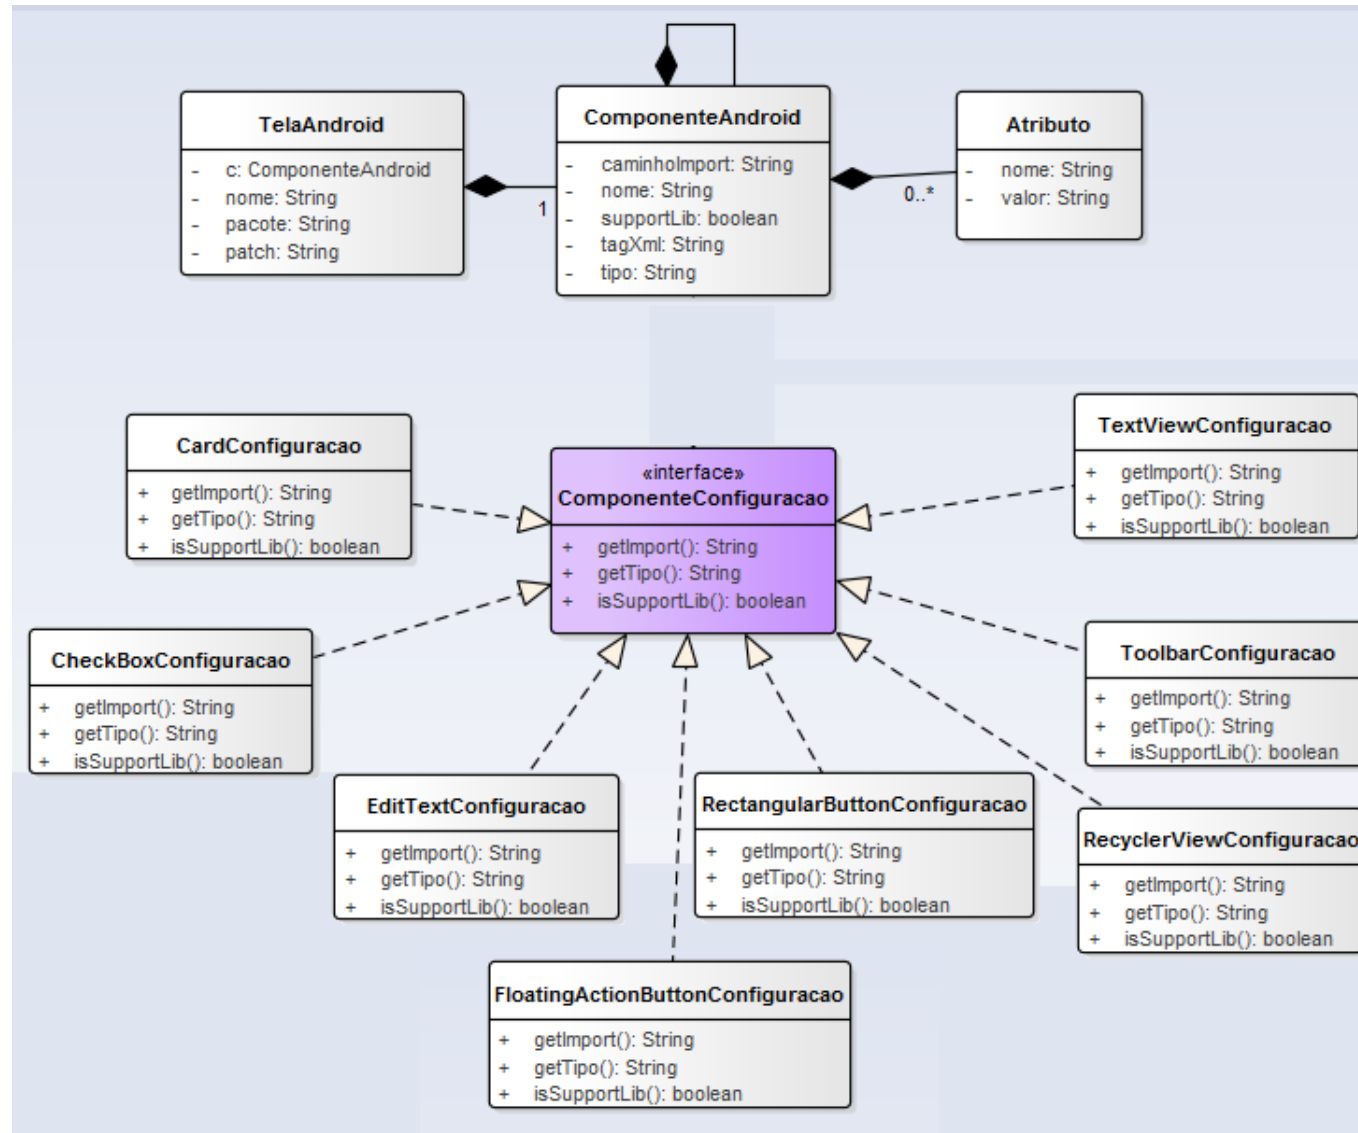 TelaAndroid
- c: ComponenteAndroid
- nome: String
- pacote: String
- patch: String
1
ComponenteAndroid
- caminhoImport: String
- nome: String
- supportLib: boolean
- tagXml: String
- tipo: String
0..*
Atributo
- nome: String
- valor: String
CardConfiguracao
+ getImport(): String
+ getTipo(): String
+ isSupportLib(): boolean
«interface»
ComponenteConfiguracao
+ getImport(): String
+ getTipo(): String
+ isSupportLib(): boolean
TextViewConfiguracao
+ getImport(): String
+ getTipo(): String
+ isSupportLib(): boolean
CheckBoxConfiguracao
+ getImport(): String
+ getTipo(): String
+ isSupportLib(): boolean
ToolbarConfiguracao
+ getImport(): String
+ getTipo(): String
+ isSupportLib(): boolean
EditTextConfiguracao
+ getImport(): String
+ getTipo(): String
+ isSupportLib(): boolean
RectangularButtonConfiguracao
+ getImport(): String
+ getTipo(): String
+ isSupportLib(): boolean
RecyclerViewConfiguracao
+ getImport(): String
+ getTipo(): String
+ isSupportLib(): boolean
FloatingActionButtonConfiguracao
+ getImport(): String
+ getTipo(): String
+ isSupportLib(): boolean